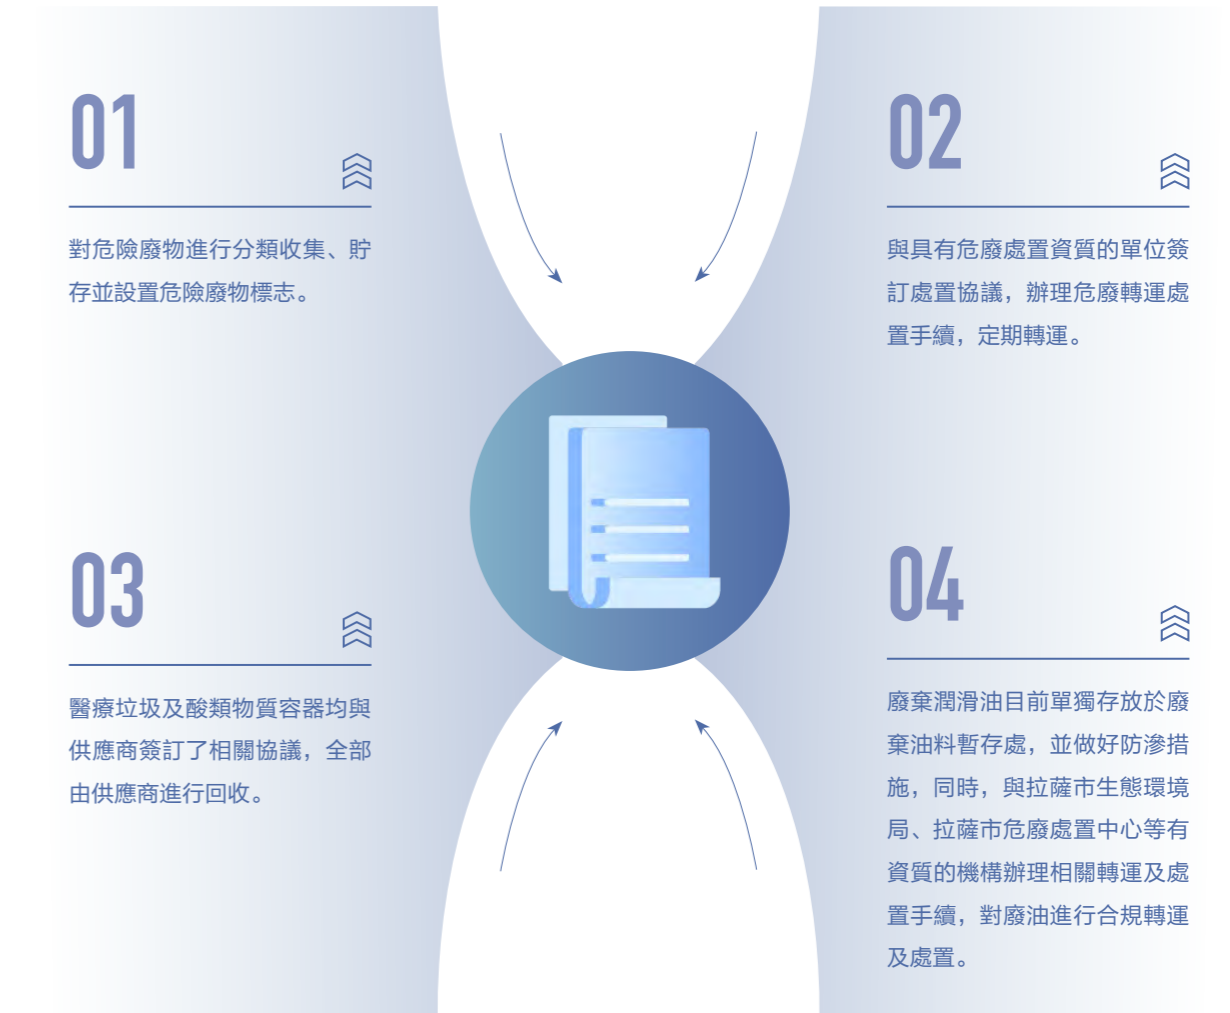 01
對危險廢物進行分類收集、貯
存並設置危險廢物標志。
02
與具有危廢處置資質的單位簽
訂處置協議，辦理危廢轉運處
置手續，定期轉運。
03
醫療垃圾及酸類物質容器均與
供應商簽訂了相關協議，全部
由供應商進行回收。
04
廢棄潤滑油目前單獨存放於廢
棄油料暫存處，並做好防滲措
施，同時，與拉薩市生態環境
局、拉薩市危廢處置中心等有
資質的機構辦理相關轉運及處
置手續，對廢油進行合規轉運
及處置。